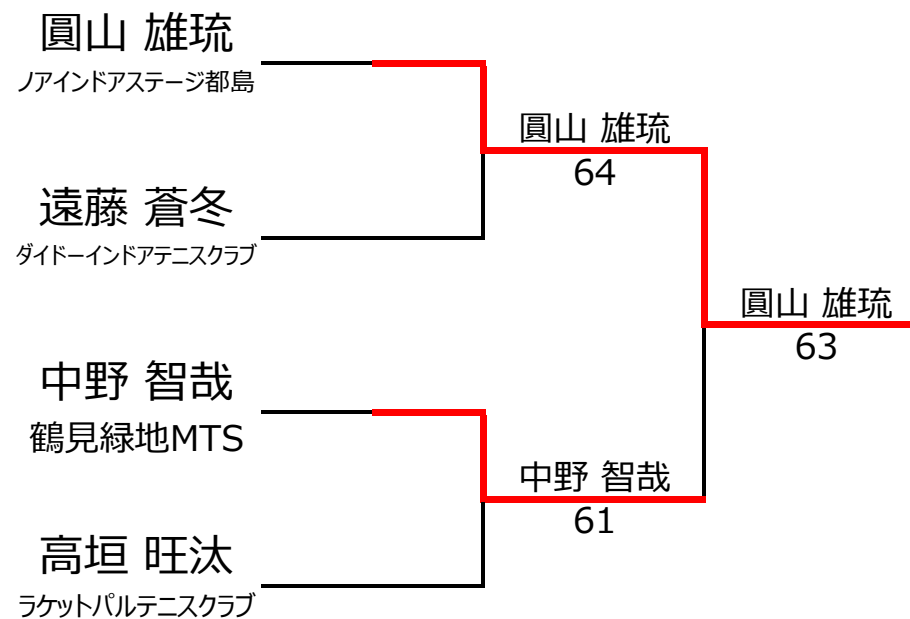 圓山 雄琉
ノアインドアステージ都島
圓山 雄琉
64
遠藤 蒼冬
ダイドーインドアテニスクラブ
圓山 雄琉
63
中野 智哉
鶴見緑地MTS
中野 智哉
61
高垣 旺汰
ラケットパルテニスクラブ